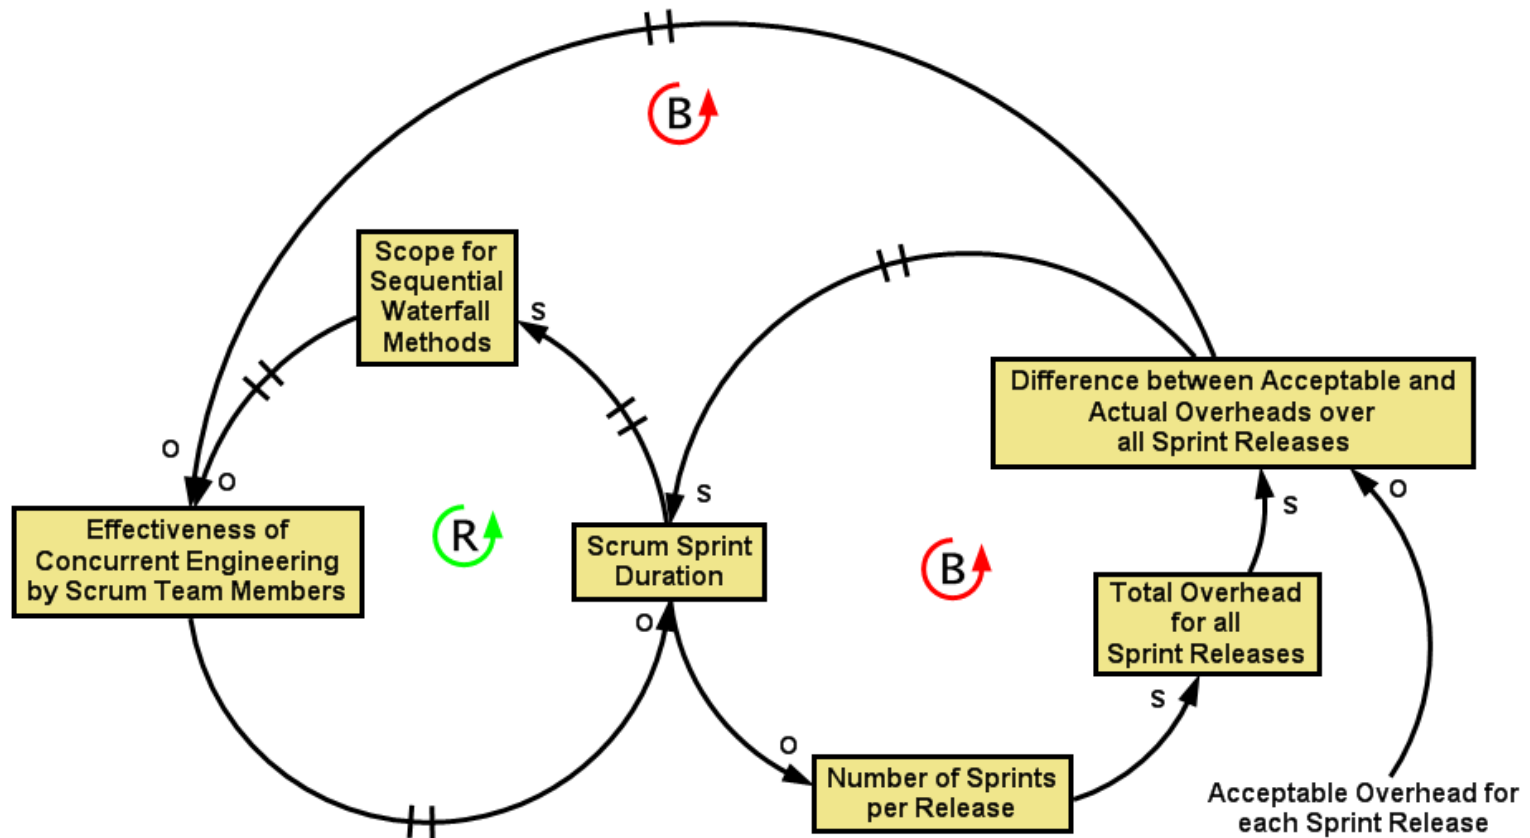 B
Scope for
Sequential
Waterfall
Methods
s
Difference between Acceptable and
Actual Overheads over
all Sprint Releases
o
o
s
o
s
Effectiveness of
Concurrent Engineering
by Scrum Team Members
R
Scrum Sprint
Duration
B
Total Overhead
for all
Sprint Releases
o
s
o
Number of Sprints
per Release
Acceptable Overhead for
each Sprint Release